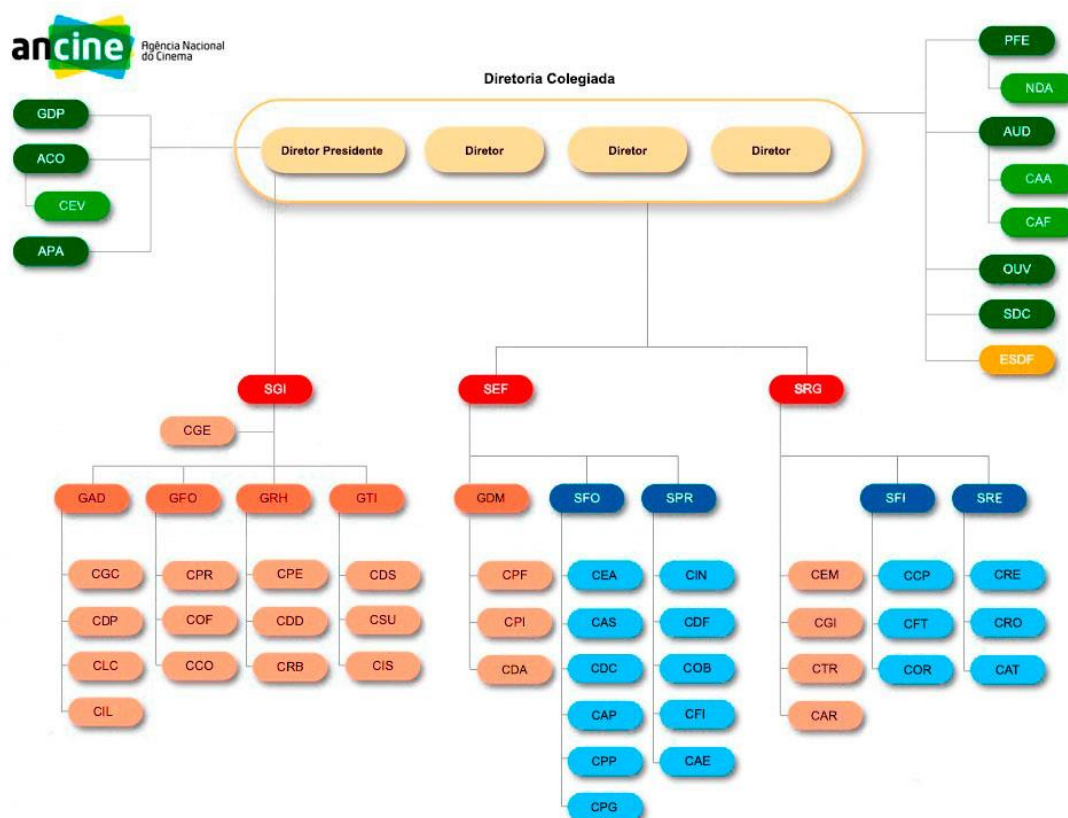 ancine
Agência Nacional
do Cinema
Diretoria Colegiada
Diretor Presidente
Diretor
Diretor
Diretor
GDP
ACO
CEV
APA
PFE
NDA
AUD
CAA
CAF
OUV
SDC
ESDF
SGI
SEF
SRG
CGE
GAD
GFO
GRH
GTI
GDM
SFO
SPR
SFI
SRE
CGC
CPR
CPE
CDS
CPF
CEA
CIN
CEM
CCP
CRE
CDP
COF
CDD
CSU
CPI
CAS
CDF
CGI
CFT
CRO
CLC
CCO
CRB
CIS
CDA
CDC
COB
CTR
COR
CAT
CIL
CAP
CFI
CAR
CPP
CAE
CPG